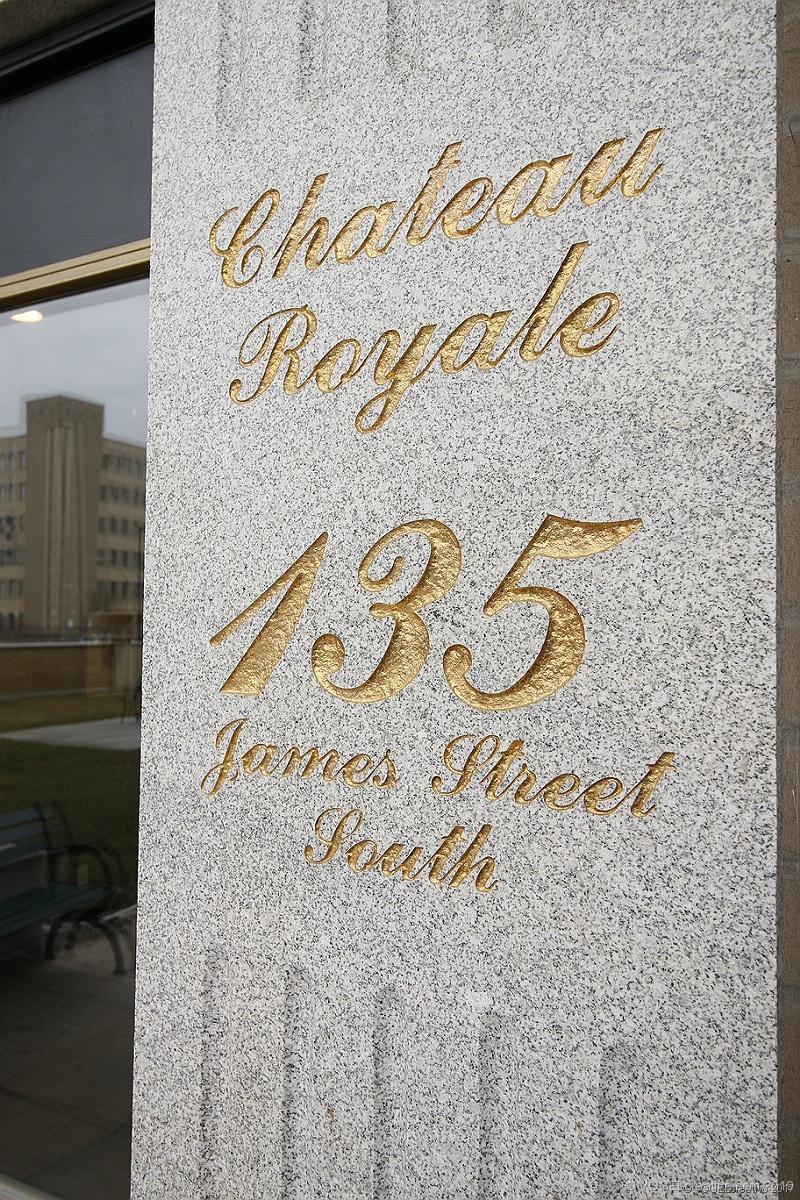 Chateau
Royale
135
James Street
South